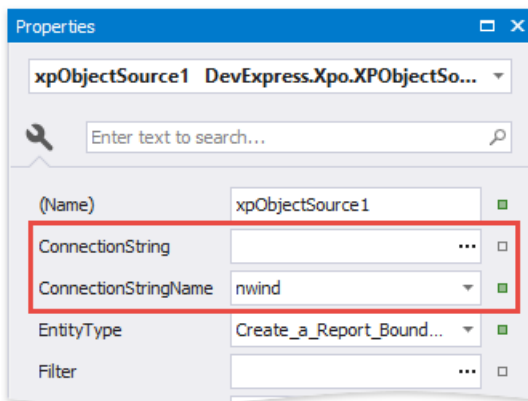 Properties
xpObjectSource1 DevExpress.Xpo.XPObjectSo...
Enter text to search...
(Name) xpObjectSource1
ConnectionString
ConnectionStringName nwind
EntityType Create_a_Report_Bound...
Filter